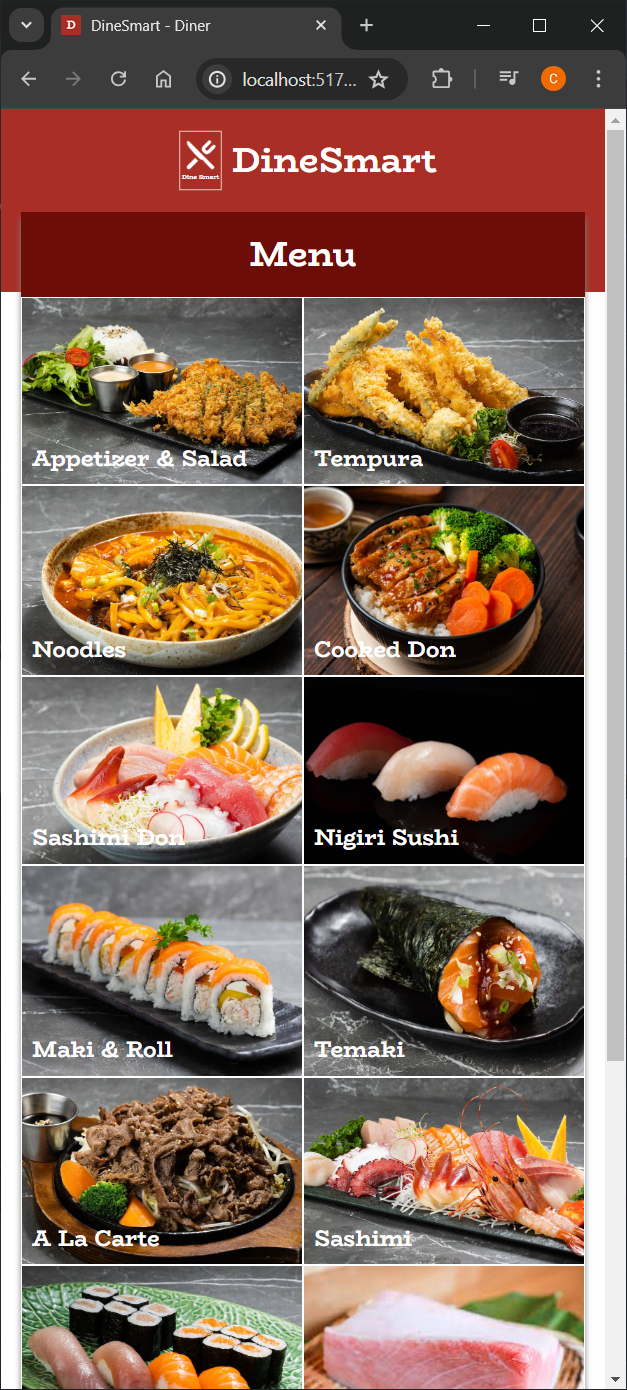 D DineSmart - Diner
localhost:517...
C
Dine Smart
DineSmart
Menu
Appetizer & Salad
Tempura
Noodles
Cooked Don
Sashimi Don
Nigiri Sushi
Maki & Roll
Temaki
A La Carte
Sashimi